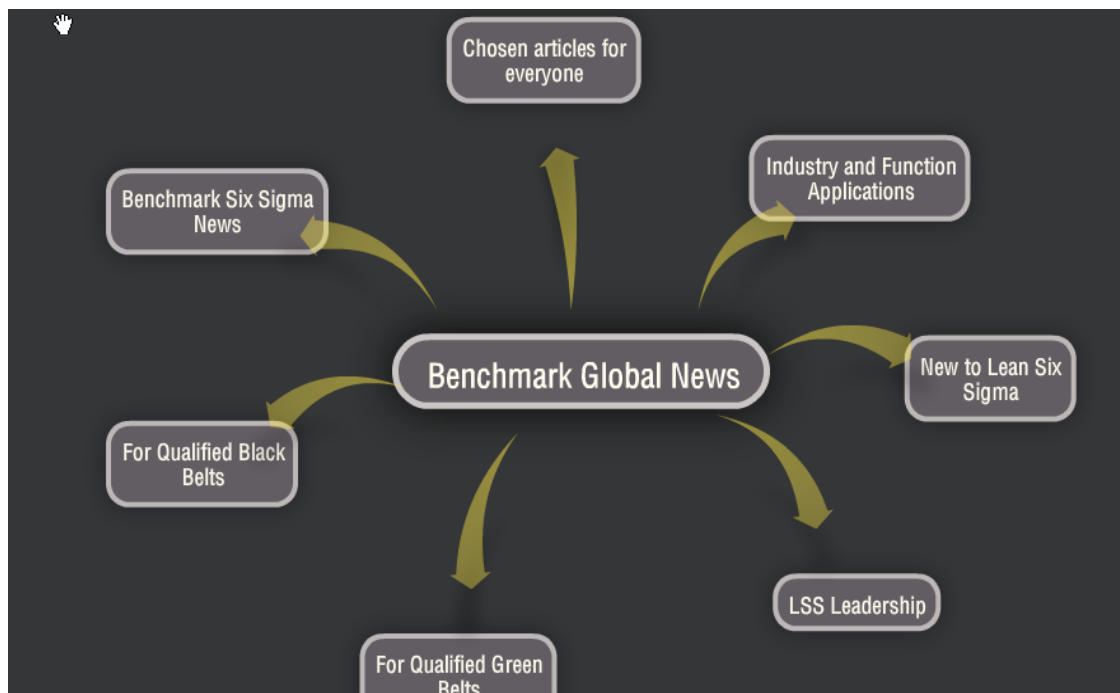 Chosen articles for
everyone
Industry and Function
Applications
Benchmark Six Sigma
News
Benchmark Global News
New to Lean Six
Sigma
For Qualified Black
Belts
LSS Leadership
For Qualified Green
Belts